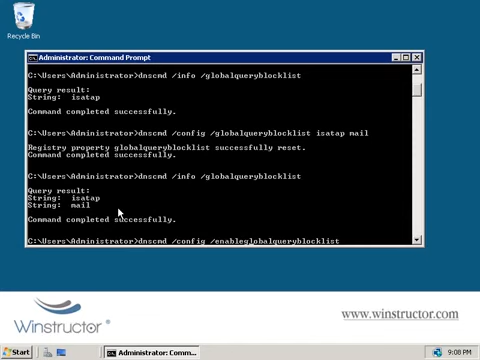 Recycle Bin
Administrator: Command Prompt
C:\Users\Administrator>dnscmd /info /globalqueryblocklist
Query result:
String:  isatap
Command completed successfully.
C:\Users\Administrator>dnscmd /config /globalqueryblocklist isatap mail
Registry property globalqueryblocklist successfully reset.
Command completed successfully.
C:\Users\Administrator>dnscmd /info /globalqueryblocklist
Query result:
String:  isatap
String:  mail
Command completed successfully.
C:\Users\Administrator>dnscmd /config /enableglobalqueryblocklist
Winstructor
www.winstructor.com
Start
Administrator: Comm...
9:08 PM